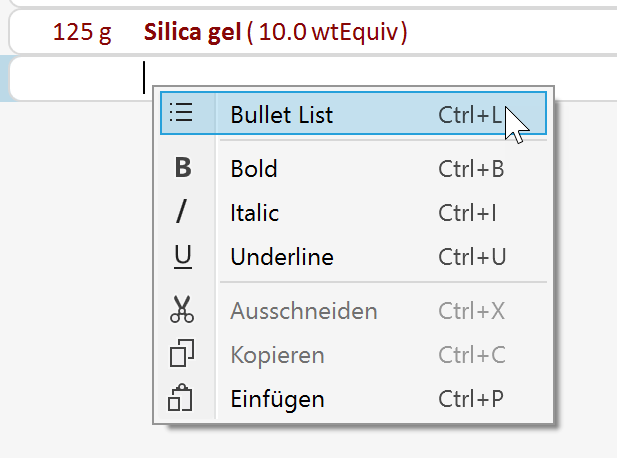 125 g Silica gel ( 10.0 wtEquiv )
Bullet List Ctrl+L
B Bold Ctrl+B
I Italic Ctrl+I
U Underline Ctrl+U
Ausschneiden Ctrl+X
Kopieren Ctrl+C
Einfügen Ctrl+P